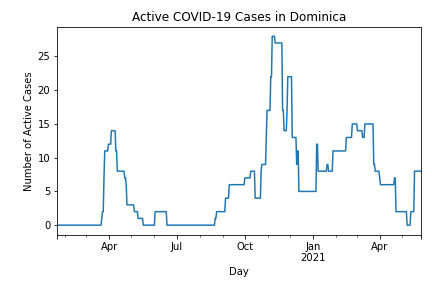 Active COVID-19 Cases in Dominica
Number of Active Cases
25
20
15
10
5
0
Apr
Jul
Oct
Jan
2021
Apr
Day